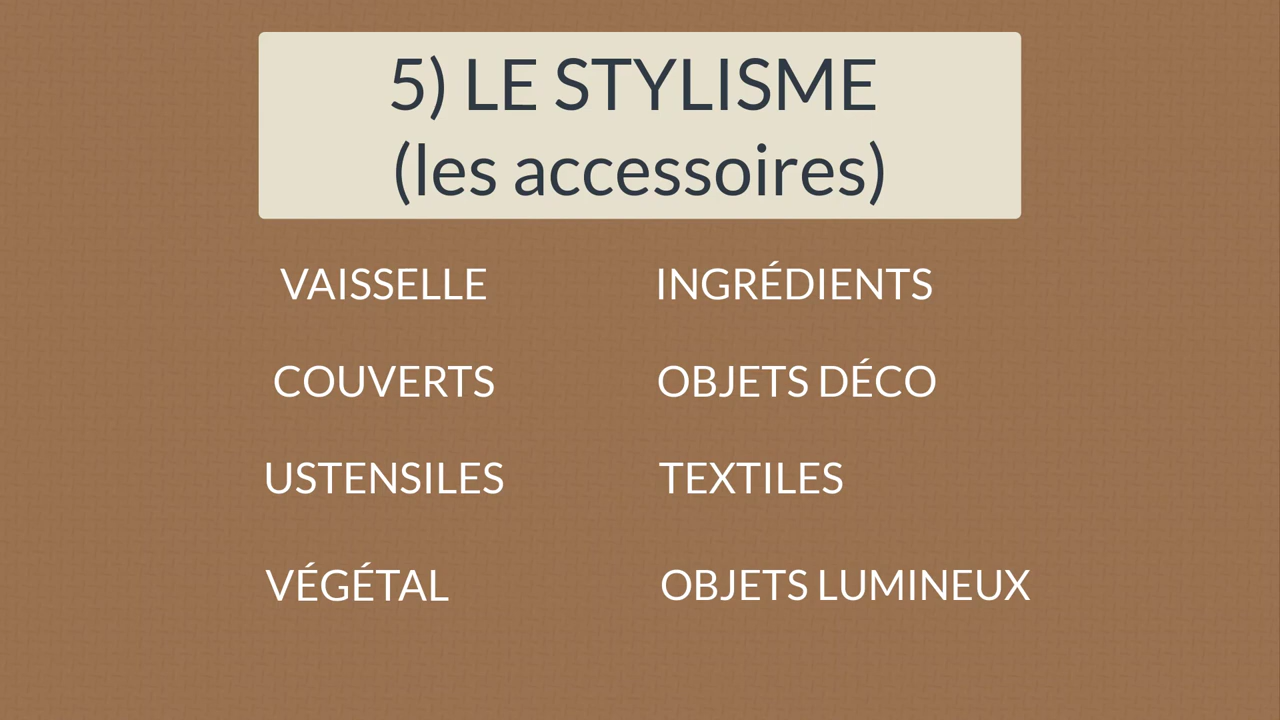 5) LE STYLISME
(les accessoires)
VAISSELLE
COUVERTS
USTENSILES
VÉGÉTAL
INGRÉDIENTS
OBJETS DÉCO
TEXTILES
OBJETS LUMINEUX